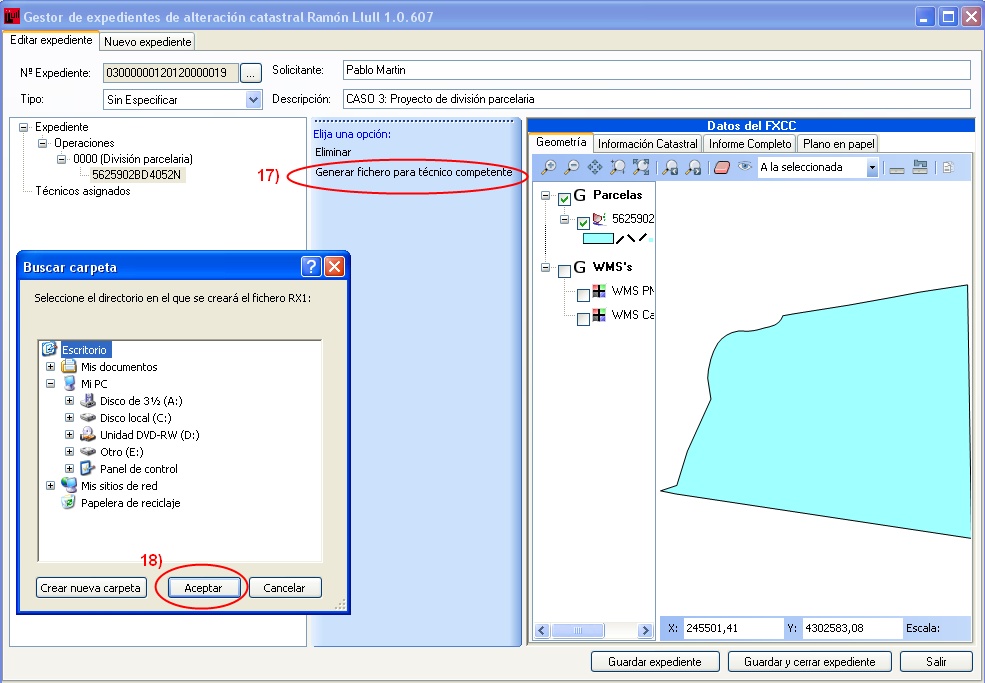 Gestor de expedientes de alteración catastral Ramón Llull 1.0.607
Editar expediente
Nuevo expediente
Nº Expediente:
03000000120120000019
...
Solicitante:
Pablo Martin
Tipo:
Sin Especificar
Descripción:
CASO 3: Proyecto de división parcelaria
Expediente
Operaciones
0000 (División parcelaria)
5625902BD4052N
Técnicos asignados
Elija una opción:
Eliminar
17)
Generar fichero para técnico competente
Datos del FXCC
Geometría
Información Catastral
Informe Completo
Plano en papel
A la seleccionada
G Parcelas
5625902
G WMS's
WMS
WMS Ca
Buscar carpeta
Seleccione el directorio en el que se creará el fichero RX1:
Escritorio
Mis documentos
Mi PC
Disco de 3½ (A:)
Disco local (C:)
Unidad DVD-RW (D:)
Otro (E:)
Panel de control
Mis sitios de red
Papelera de reciclaje
18)
Crear nueva carpeta
Aceptar
Cancelar
X:
245501,41
Y:
4302583,08
Escala:
Guardar expediente
Guardar y cerrar expediente
Salir